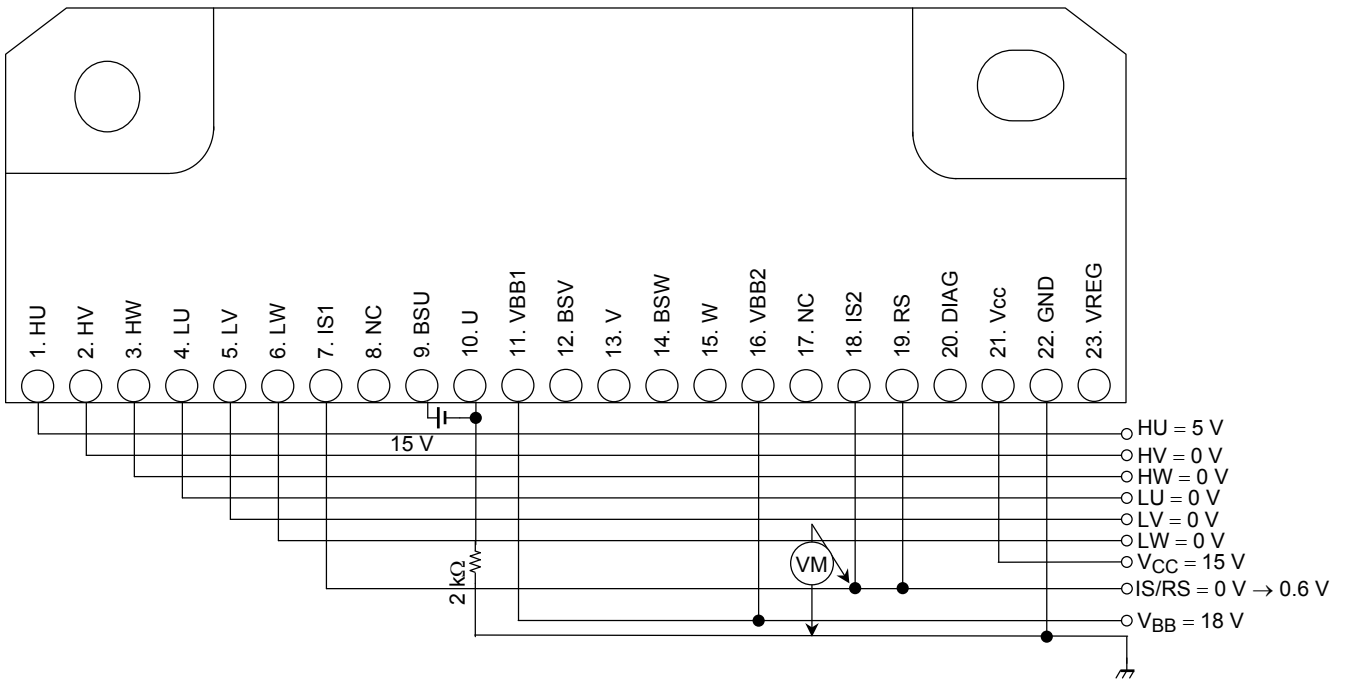 1. HU
2. HV
3. HW
4. LU
5. LV
6. LW
7. IS1
8. NC
9. BSU
10. U
11. VBB1
12. BSV
13. V
14. BSW
15. W
16. VBB2
17. NC
18. IS2
19. RS
20. DIAG
21. Vcc
22. GND
23. VREG
15 V
HU = 5 V
HV = 0 V
HW = 0 V
LU = 0 V
LV = 0 V
LW = 0 V
VCC = 15 V
IS/RS = 0 V → 0.6 V
VBB = 18 V
2 kΩ
VM